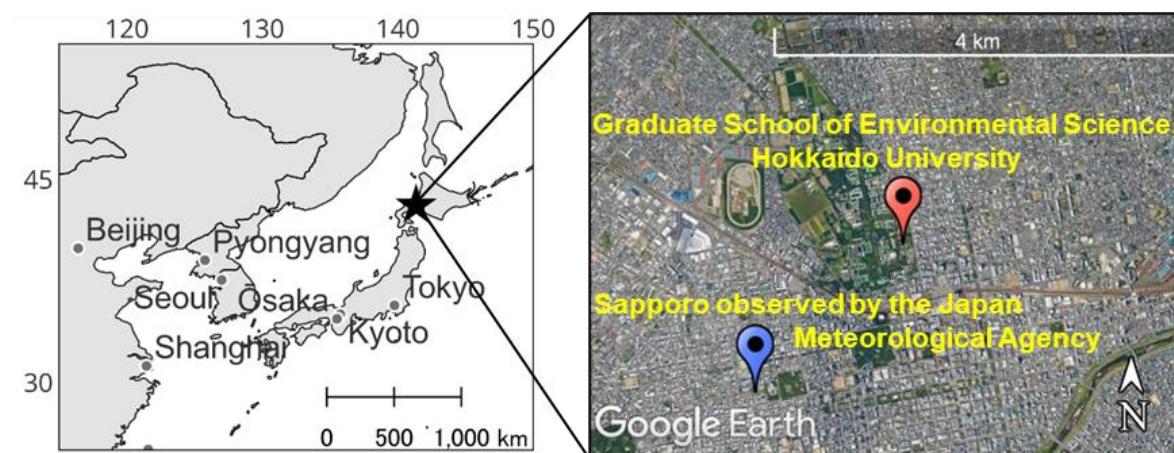 120 130 140 150
45
30
Beijing
Pyongyang
Seoul
Osaka
Tokyo
Kyoto
Shanghai
0 500 1,000 km
4 km
Graduate School of Environmental Science
Hokkaido University
Sapporo observed by the Japan
Meteorological Agency
Google Earth
N